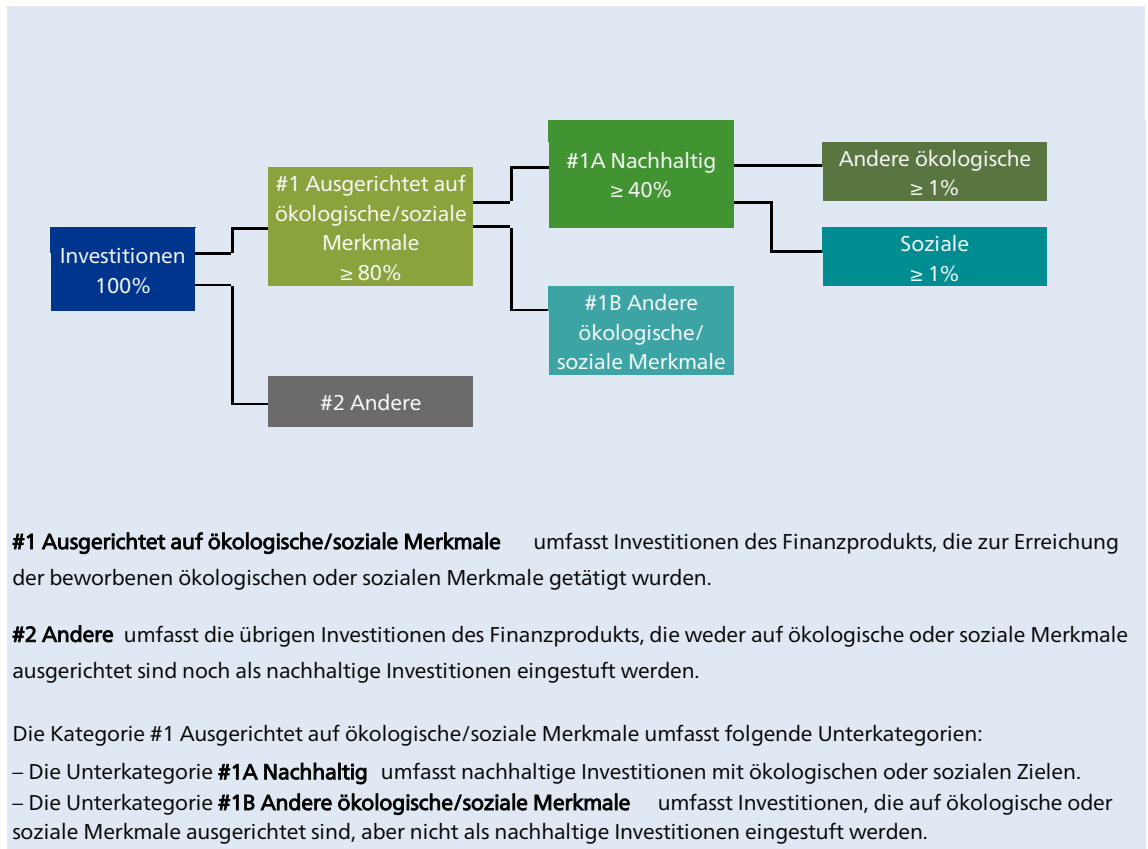 Investitionen
100%
#1 Ausgerichtet auf
ökologische/soziale
Merkmale
≥ 80%
#2 Andere
#1A Nachhaltig
≥ 40%
#1B Andere
ökologische/
soziale Merkmale
Andere ökologische
≥ 1%
Soziale
≥ 1%
#1 Ausgerichtet auf ökologische/soziale Merkmale umfasst Investitionen des Finanzprodukts, die zur Erreichung
der beworbenen ökologischen oder sozialen Merkmale getätigt wurden.
#2 Andere umfasst die übrigen Investitionen des Finanzprodukts, die weder auf ökologische oder soziale Merkmale
ausgerichtet sind noch als nachhaltige Investitionen eingestuft werden.
Die Kategorie #1 Ausgerichtet auf ökologische/soziale Merkmale umfasst folgende Unterkategorien:
– Die Unterkategorie #1A Nachhaltig umfasst nachhaltige Investitionen mit ökologischen oder sozialen Zielen.
– Die Unterkategorie #1B Andere ökologische/soziale Merkmale umfasst Investitionen, die auf ökologische oder
soziale Merkmale ausgerichtet sind, aber nicht als nachhaltige Investitionen eingestuft werden.